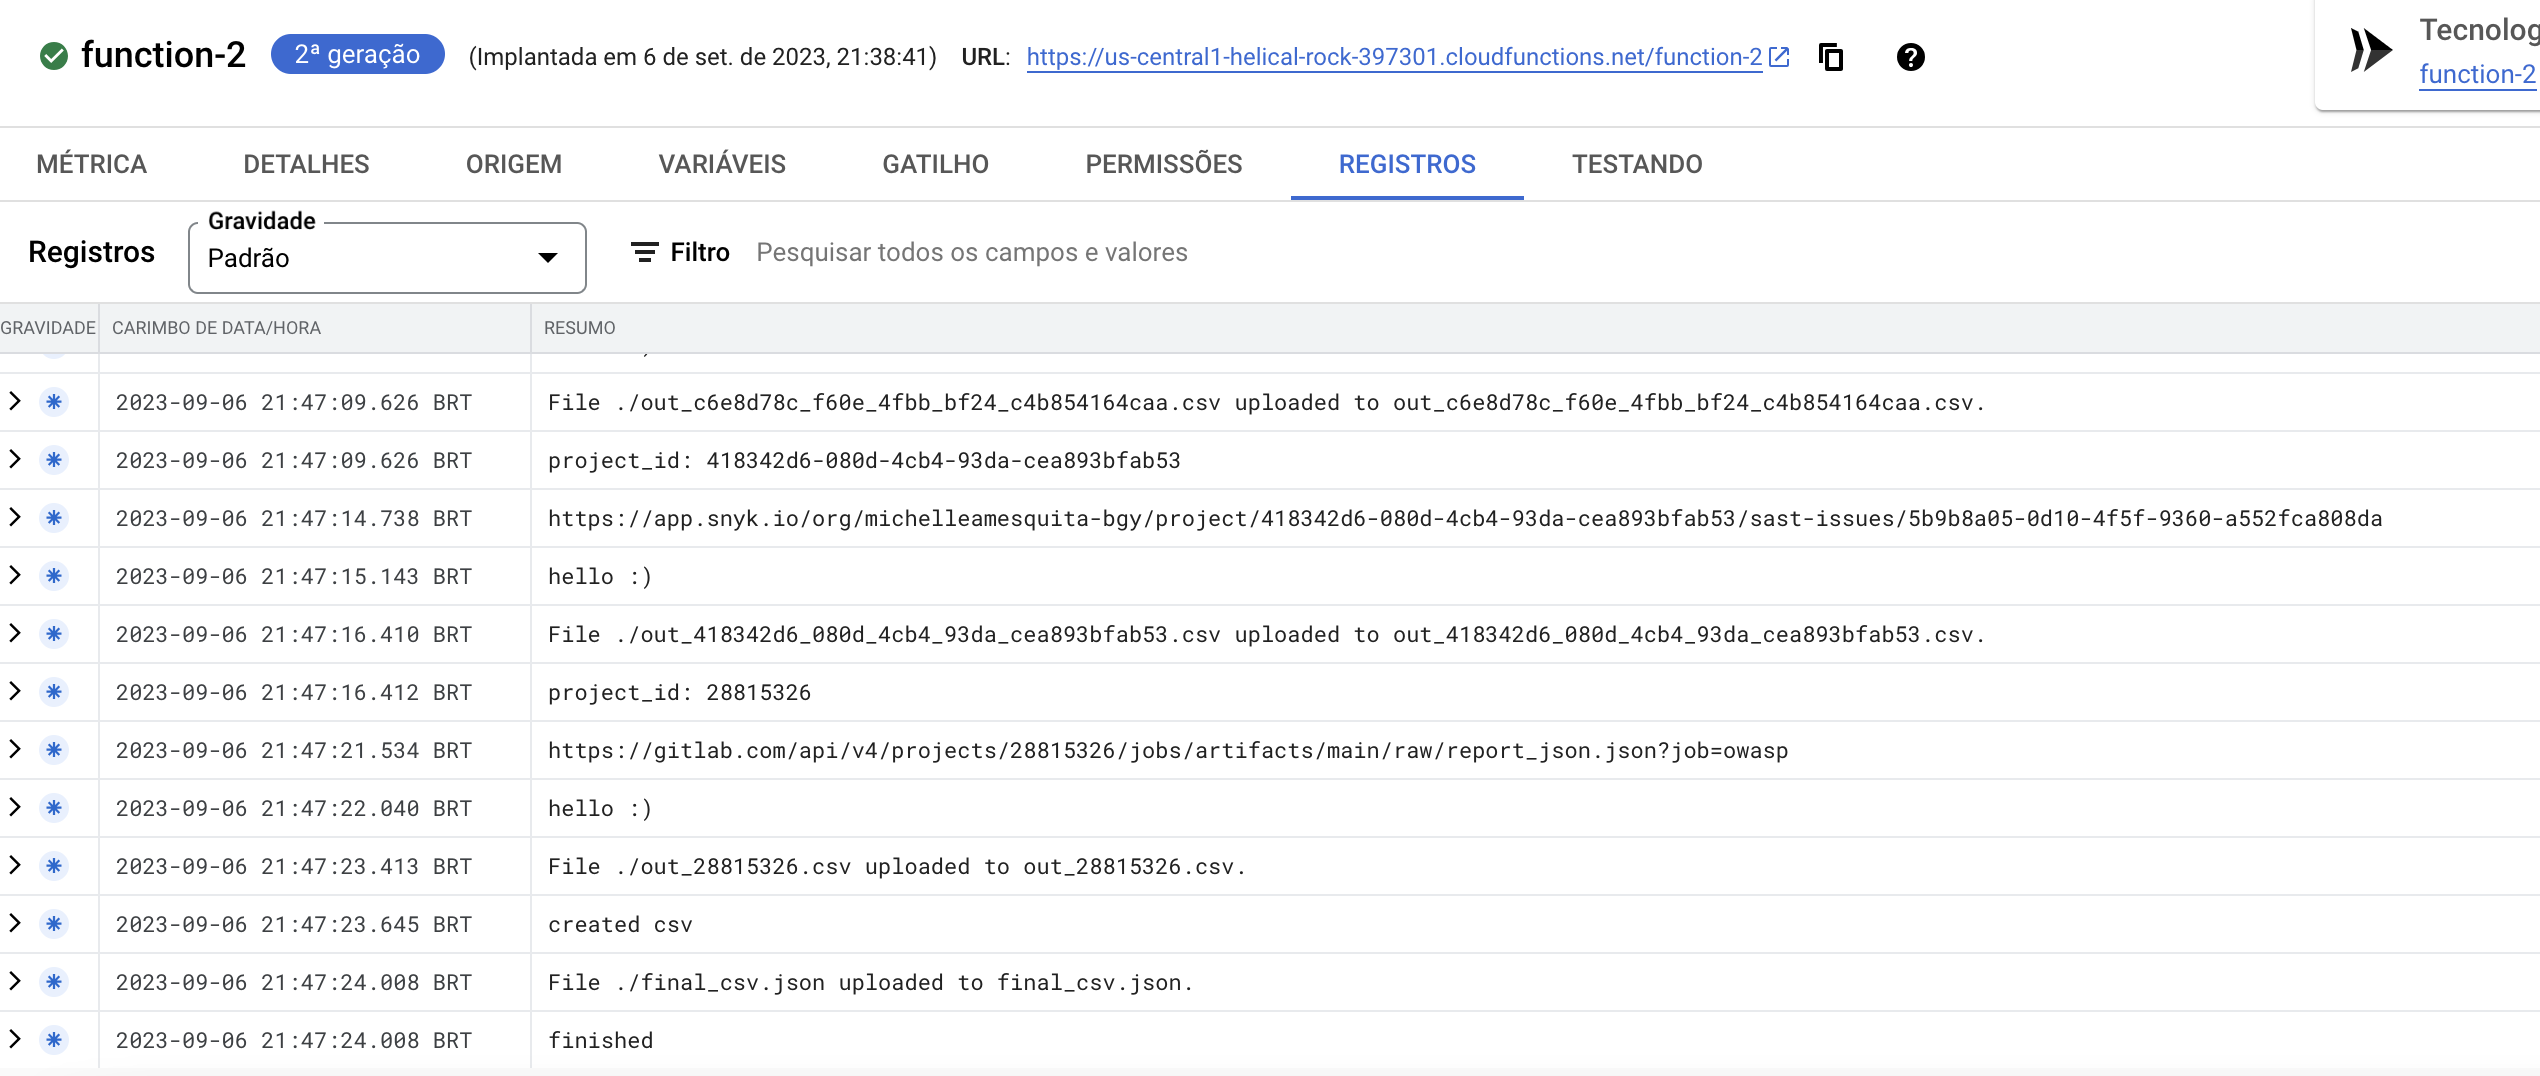 function-2 2ª geração (Implantada em 6 de set. de 2023, 21:38:41) URL: https://us-central1-helical-rock-397301.cloudfunctions.net/function-2
function-2
MÉTRICA DETALHES ORIGEM VARIÁVEIS GATILHO PERMISSÕES REGISTROS TESTANDO
Registros Gravidade Padrão Filtro Pesquisar todos os campos e valores
GRAVIDADE CARIMBO DE DATA/HORA RESUMO
2023-09-06 21:47:09.626 BRT File ./out_c6e8d78c_f60e_4fbb_bf24_c4b854164caa.csv uploaded to out_c6e8d78c_f60e_4fbb_bf24_c4b854164caa.csv.
2023-09-06 21:47:09.626 BRT project_id: 418342d6-080d-4cb4-93da-cea893bfab53
2023-09-06 21:47:14.738 BRT https://app.snyk.io/org/michelleamesquita-bgy/project/418342d6-080d-4cb4-93da-cea893bfab53/sast-issues/5b9b8a05-0d10-4f5f-9360-a552fca808da
2023-09-06 21:47:15.143 BRT hello :)
2023-09-06 21:47:16.410 BRT File ./out_418342d6_080d_4cb4_93da_cea893bfab53.csv uploaded to out_418342d6_080d_4cb4_93da_cea893bfab53.csv.
2023-09-06 21:47:16.412 BRT project_id: 28815326
2023-09-06 21:47:21.534 BRT https://gitlab.com/api/v4/projects/28815326/jobs/artifacts/main/raw/report_json.json?job=owasp
2023-09-06 21:47:22.040 BRT hello :)
2023-09-06 21:47:23.413 BRT File ./out_28815326.csv uploaded to out_28815326.csv.
2023-09-06 21:47:23.645 BRT created csv
2023-09-06 21:47:24.008 BRT File ./final_csv.json uploaded to final_csv.json.
2023-09-06 21:47:24.008 BRT finished